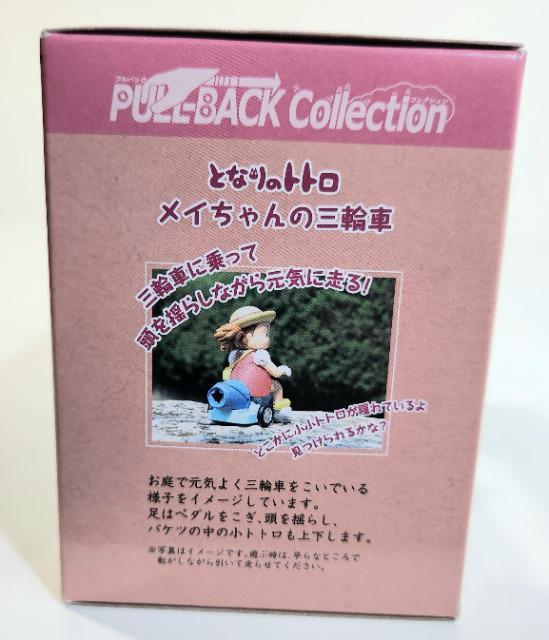 プルバック
PULL-BACK Collection
コレクション
となりのトトロ
メイちゃんの三輪車
三輪車に乗って
頭を揺らしながら元気に走る!
どこかに小トトロが隠れているよ
見つけられるかな?
お庭で元気よく三輪車をこいでいる
様子をイメージしています。
足はペダルをこぎ、頭を揺らし、
バケツの中の小トトロも上下します。
※写真はイメージです。遊ぶ時は、平らなところで
転がしながら引いて走らせてください。